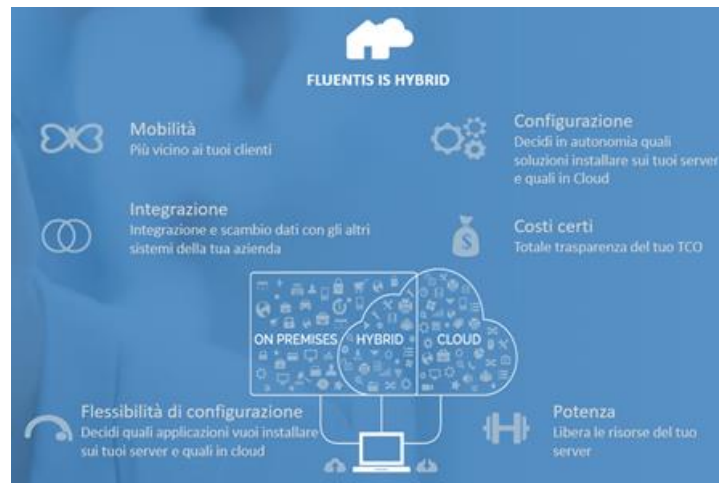 FLUENTIS IS HYBRID
Mobilità
Più vicino ai tuoi clienti
Configurazione
Decidi in autonomia quali
soluzioni installare sui tuoi server
e quali in Cloud
Integrazione
Integrazione e scambio dati con gli altri
sistemi della tua azienda
Costi certi
Totale trasparenza del tuo TCO
ON PREMISES
HYBRID
CLOUD
Flessibilità di configurazione
Decidi quali applicazioni vuoi installare
sui tuoi server e quali in cloud
Potenza
Libera le risorse del tuo
server